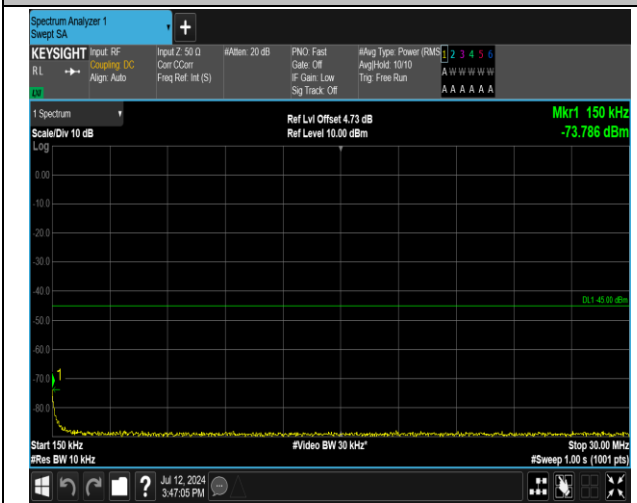 Spectrum Analyzer 1
Swept SA
+
KEYSIGHT Input: RF Input Z: 50 Ω #Atten: 20 dB PNO: Fast #Avg Type: Power (RMS 1 2 3 4 5 6
RL Coupling: DC Corr CCorr Gate: Off Avg|Hold: 10/10 A W W W W W
Align: Auto Freq Ref: Int (S) IF Gain: Low Trig: Free Run
Sig Track: Off A A A A A A
LXI
1 Spectrum Ref Lvl Offset 4.73 dB Mkr1 150 kHz
Scale/Div 10 dB Ref Level 10.00 dBm -73.786 dBm
Log
0.00
-10.0
-20.0
-30.0
-40.0
DL1 -45.00 dBm
-50.0
-60.0
-70.0 1
-80.0
Start 150 kHz #Video BW 30 kHz* Stop 30.00 MHz
#Res BW 10 kHz #Sweep 1.00 s (1001 pts)
? Jul 12, 2024
3:47:05 PM